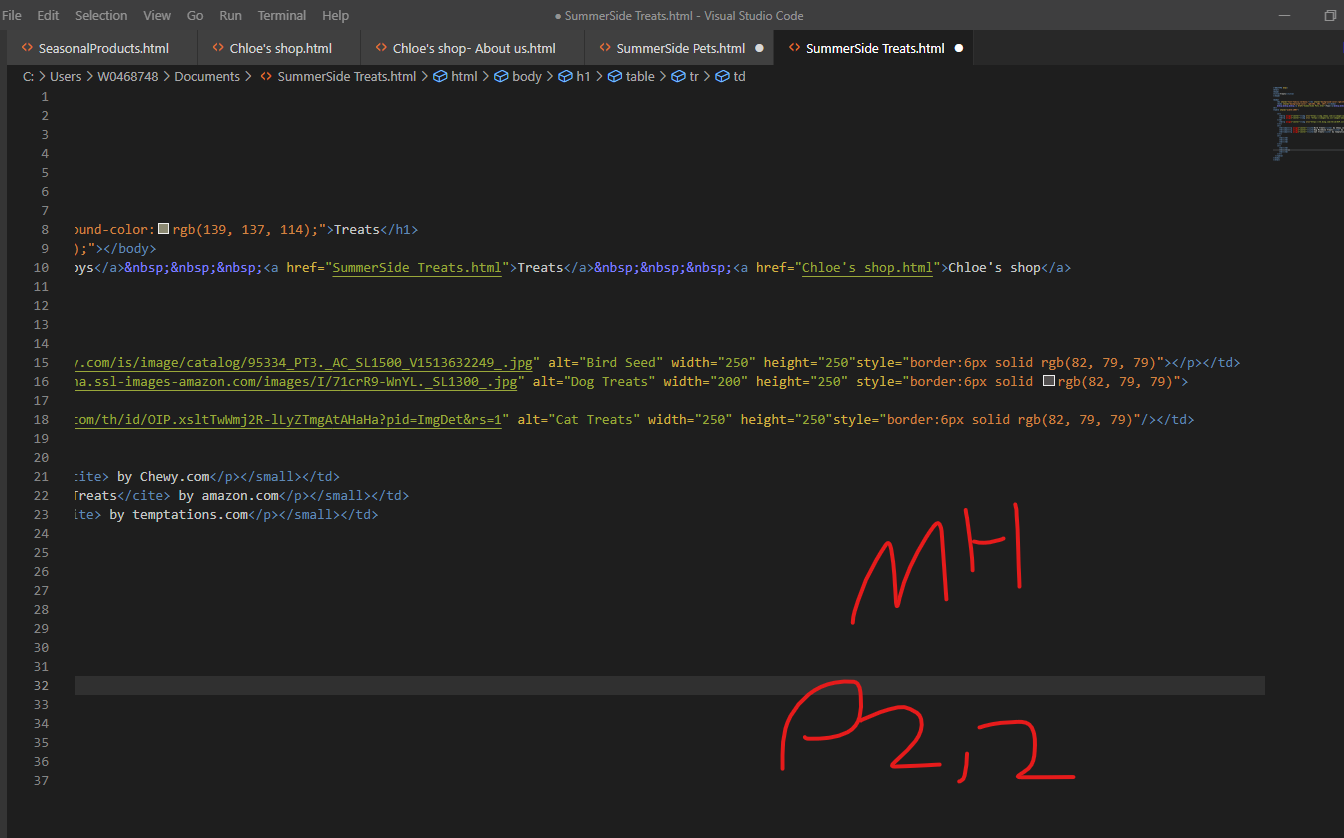 File Edit Selection View Go Run Terminal Help ● SummerSide Treats.html - Visual Studio Code
SeasonalProducts.html Chloe's shop.html Chloe's shop- About us.html SummerSide Pets.html ● SummerSide Treats.html ●
C: > Users > W0468748 > Documents > <> SummerSide Treats.html > html > body > h1 > table > tr > td
1
2
3
4
5
6
7
8 ound-color:rgb(139, 137, 114);">Treats</h1>
9 );"></body>
10 oys</a>&nbsp;&nbsp;&nbsp;<a href="SummerSide Treats.html">Treats</a>&nbsp;&nbsp;&nbsp;<a href="Chloe's shop.html">Chloe's shop</a>
11
12
13
14
15 y.com/is/image/catalog/95334_PT3._AC_SL1500_V1513632249_.jpg" alt="Bird Seed" width="250" height="250"style="border:6px solid rgb(82, 79, 79)"></p></td>
16 na.ssl-images-amazon.com/images/I/71crR9-WnYL._SL1300_.jpg" alt="Dog Treats" width="200" height="250" style="border:6px solid rgb(82, 79, 79)">
17
18 com/th/id/OIP.xsltTwWmj2R-lLyZTmgAtAHaHa?pid=ImgDet&rs=1" alt="Cat Treats" width="250" height="250"style="border:6px solid rgb(82, 79, 79)"/></td>
19
20
21 cite> by Chewy.com</p></small></td>
22 Treats</cite> by amazon.com</p></small></td>
23 ite> by temptations.com</p></small></td>
24
25
26
27
28
29
30
31
32
33
34
35
36
37
MH
P2,2